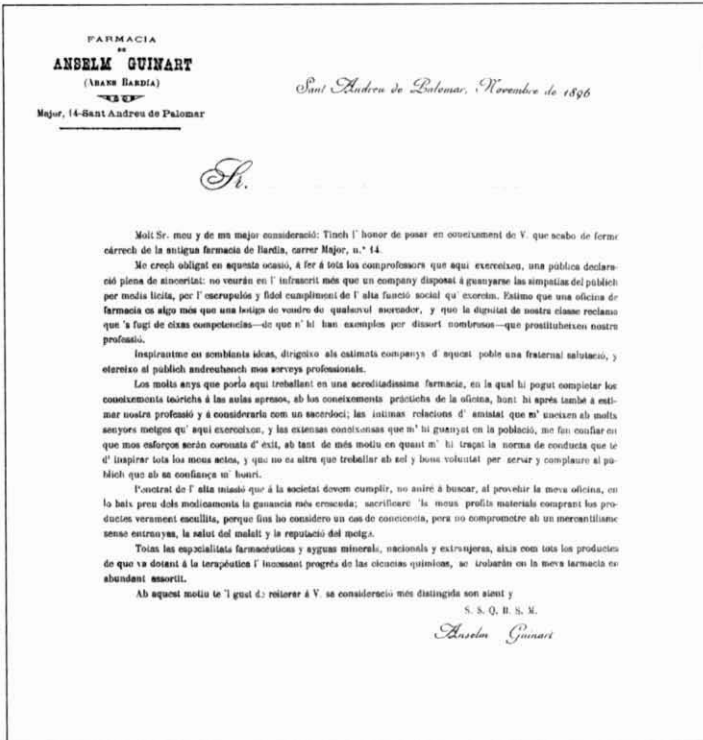 FARMACIA
DE
ANSELM GUINART
(ABANS BARDIA)
Major, 14-Sant Andreu de Palomar
Sant Andreu de Palomar, Novembre de 1896
Sr.
Molt Sr. meu y de ma major consideració: Tinch l' honor de posar en coneixement de V. que acabo de ferme
cárrech de la antigua farmacia de Bardia, carrer Major, n.º 14.
Me crech obligat en aquesta ocasió, á fer á tots los comprofessors que aquí exerceixen, una pública declara-
ció plena de sinceritat: no veurán en l' infrascrit més que un company disposat á guanyarse las simpatias del públich
per medis licits, per l' escrupulós y fidel cumpliment de l' alta funció social qu' exercim. Estimo que una oficina de
farmacia es algo més que una botiga de vendre de qualsevol mercader, y que la dignitat de nostra classe reclama
que 's fugi de eixas competencias—de que n' hi han exemples per dissort nombrosos—que prostitubeixen nostra
professió.
Inspirantme en semblants ideas, dirigeixo als estimats companys d' aquest poble una fraternal salutació, y
ofereixo al públich andreuhench mos serveys professionals.
Los molts anys que porto aquí treballant en una acreditadissima farmacia, en la qual hi pogut completar los
coneixements teórichs á las aulas apresos, ab los coneixements práctichs de la oficina, hont hi aprés també á esti-
mar nostra professió y á considerarla com un sacerdoci; las íntimas relacions d' amistat que m' uneixen ab molts
senyors metges qu' aquí exerceixen, y las extensas coneixensas que m' hi guanyat en la població, me fan confiar en
que mos esforços serán coronats d' éxit, ab tant de més motiu en quant m' hi traçat la norma de conducta que té
d' inspirar tots los meus actes, y que no es altra que treballar ab zel y bona voluntat per servir y complaure al pú-
blich que ab sa confiança m' honri.
Penetrat de l' alta missió que á la societat devem cumplir, no aniré á buscar, al provehir la meva oficina, en
lo baix preu dels medicaments la ganancia més crescuda; sacrificaré 'ls meus profits materials comprant los pro-
ductes verament escullits, porque fins ho considero un cas de conciencia, pera no comprometre ab un mercantilisme
sense entranyas, la salut del malalt y la reputació del metge.
Totas las especialitats farmacéuticas y ayguas minerals, nacionals y extranjeras, aixis com tots los productes
de que va dotant á la terapéutica l' incessant progrés de las ciencias químicas, se trobarán en la meva farmacia en
abundant assortit.
Ab aquest motiu te 'l gust de reiterar á V. sa consideració més distingida son atent y
S. S. Q. B. S. M.
Anselm Guinart